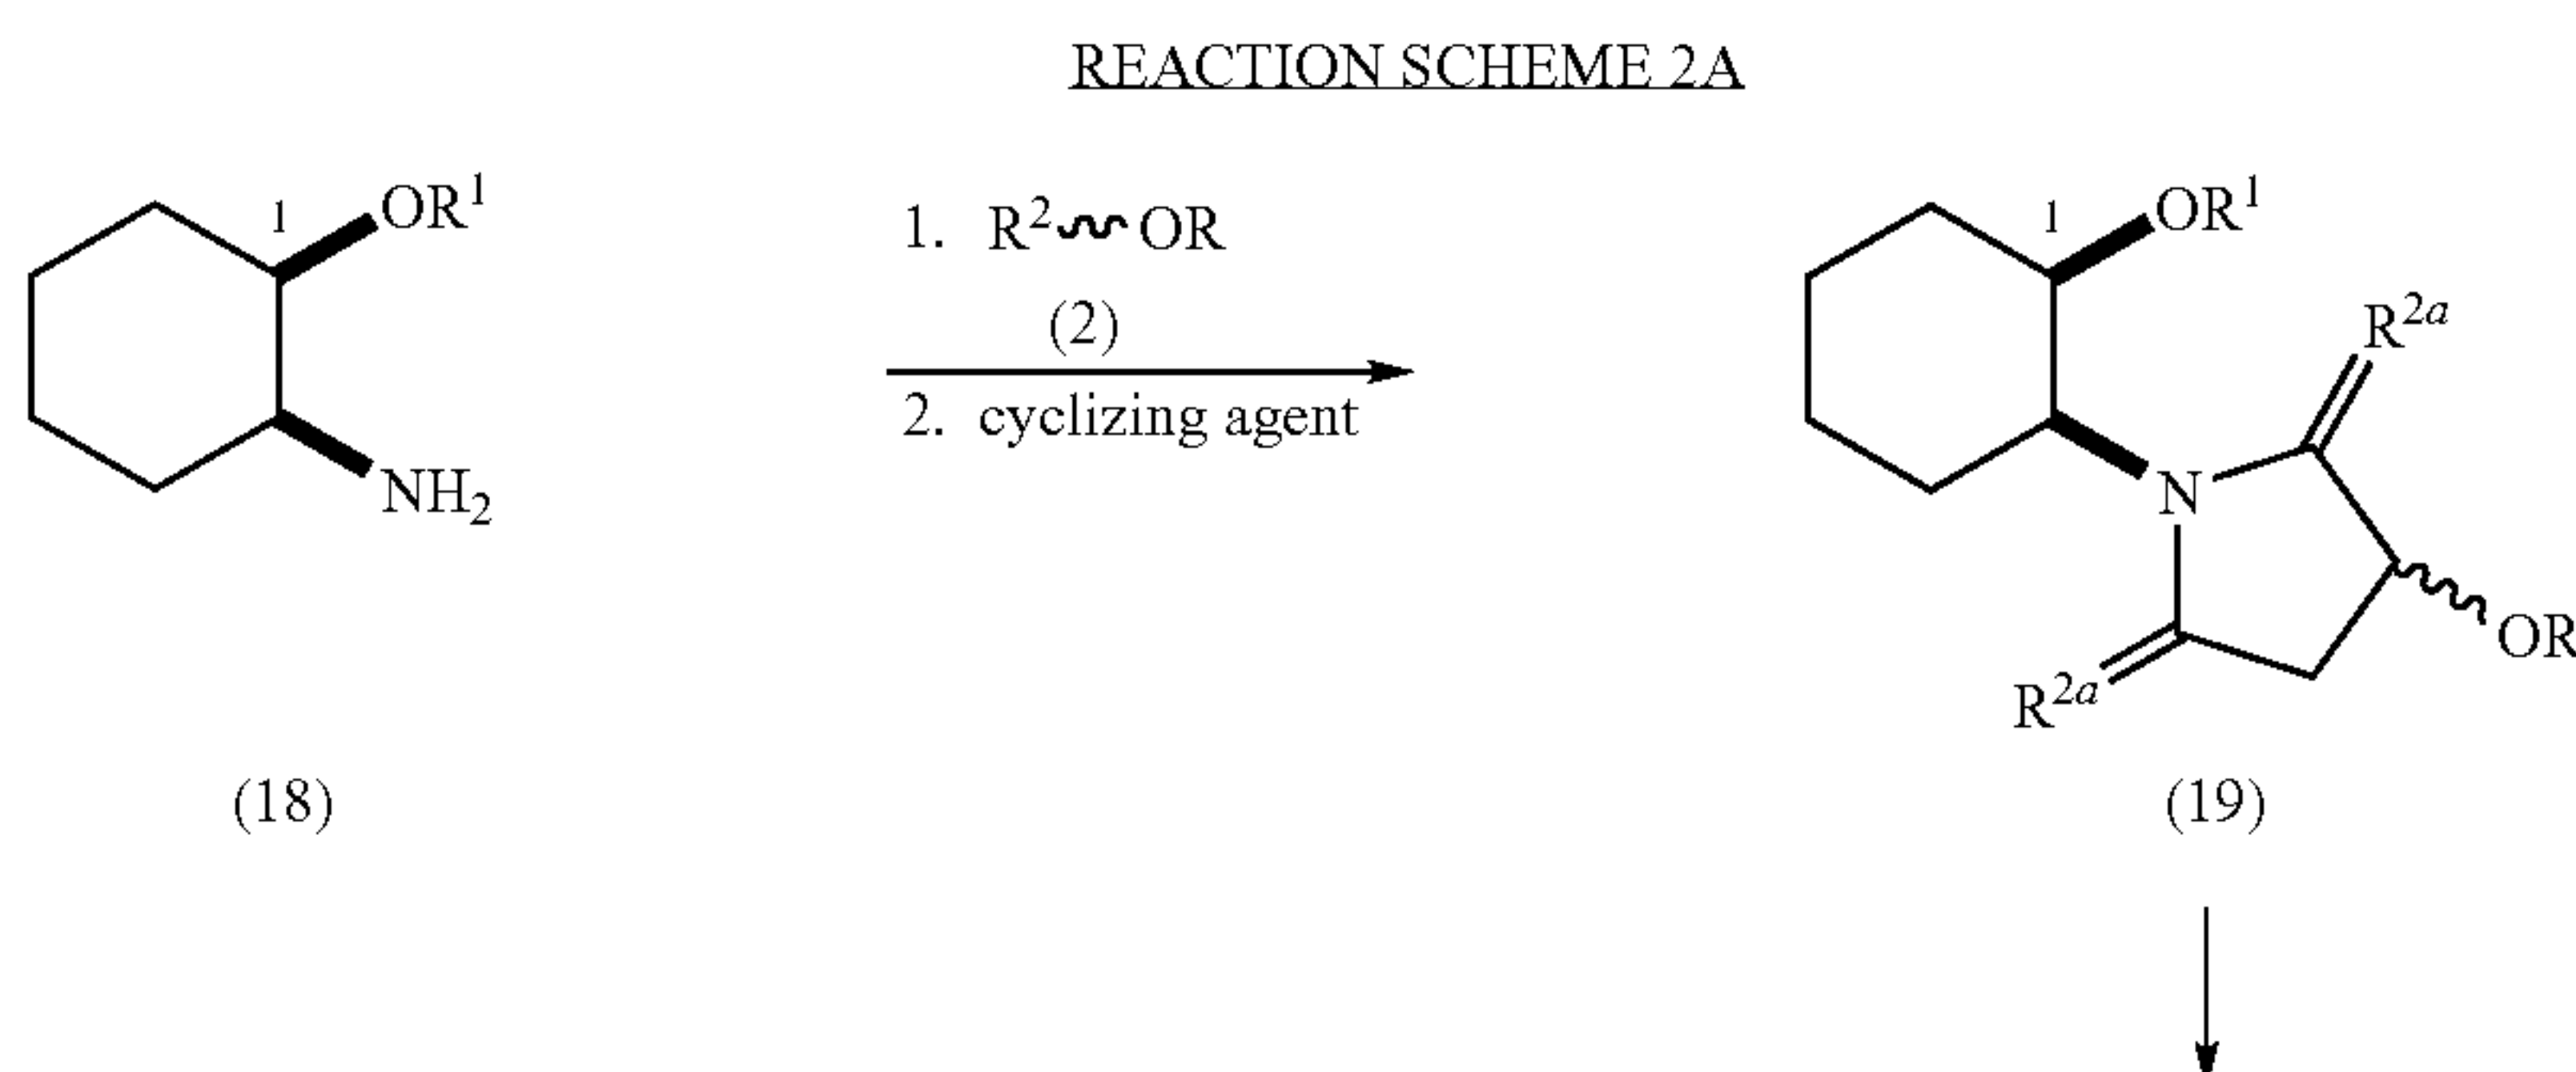 REACTION SCHEME 2A
1 OR¹
NH₂
(18)
1. R² OR
(2)
2. cyclizing agent
1 OR¹
R²ᵃ
N
OR
R²ᵃ
(19)